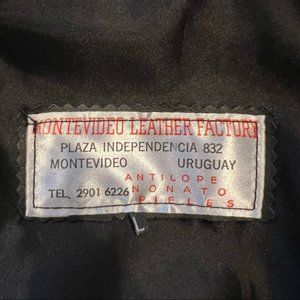 MONTEVIDEO LEATHER FACTORY
PLAZA INDEPENDENCIA 832
MONTEVIDEO URUGUAY
ANTILOPE
TEL. 2901 6226 NONATO
PIELES
L